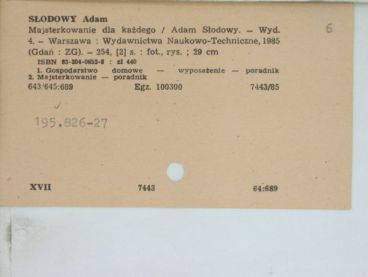 SŁODOWY Adam
6
Majsterkowanie dla każdego / Adam Słodowy. — Wyd.
4. — Warszawa : Wydawnictwa Naukowo-Techniczne, 1985
(Gdań : ZG). — 254, [2] s. : fot., rys. ; 29 cm
ISBN 83-204-0652-8 : zł 440
1. Gospodarstwo domowe — wyposażenie — poradnik
2. Majsterkowanie — poradnik
643/645:689 Egz. 100300 7443/85
195.826-27
XVII 7443 64:689